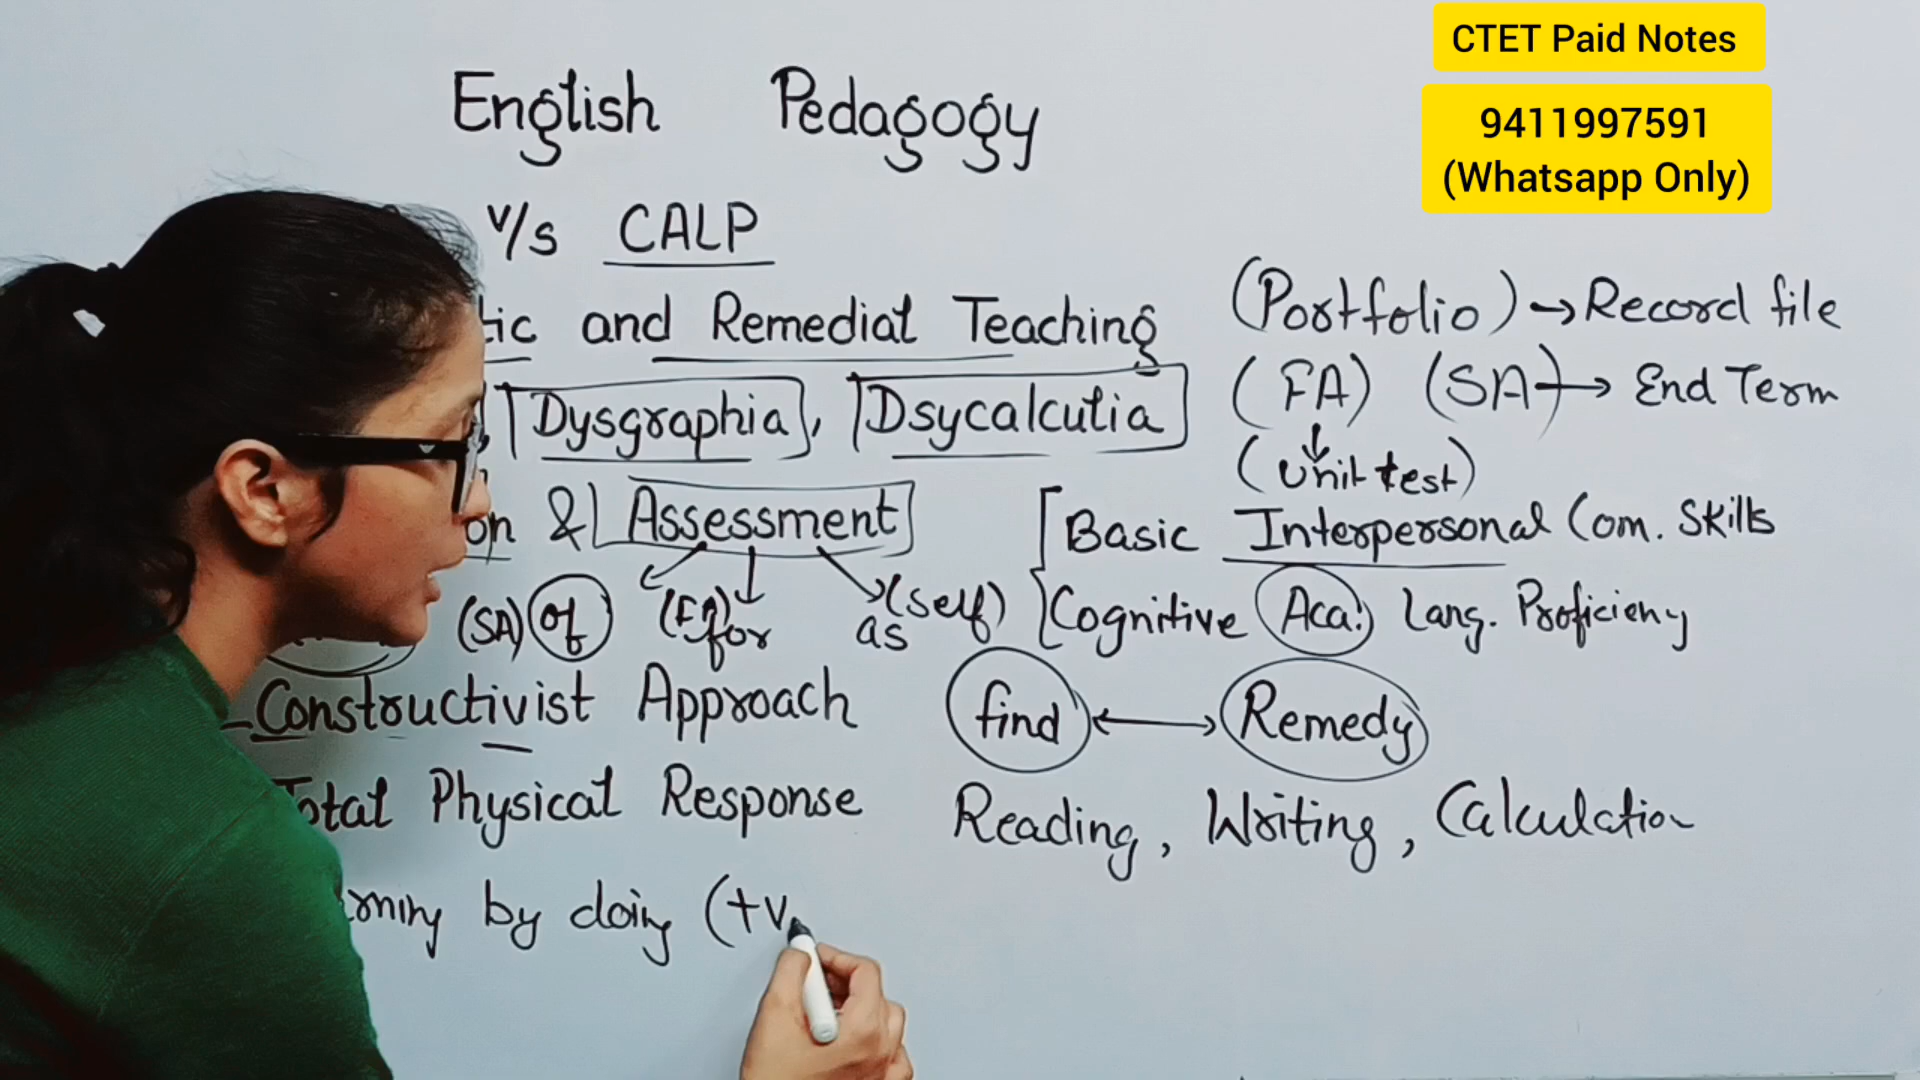 CTET Paid Notes
9411997591
(Whatsapp Only)
English Pedagogy
v/s CALP
tic and Remedial Teaching
Dysgraphia, Dsycalculia
on & Assessment
(SA) of (FA) for as (self)
Constructivist Approach
Total Physical Response
by doing (+v
(Portfolio) → Record file
(FA) (SA) → End Term
(Unit test)
Basic Interpersonal Com. Skills
Cognitive Aca. Lang. Proficieny
find ↔ Remedy
Reading, Writing, Calculation